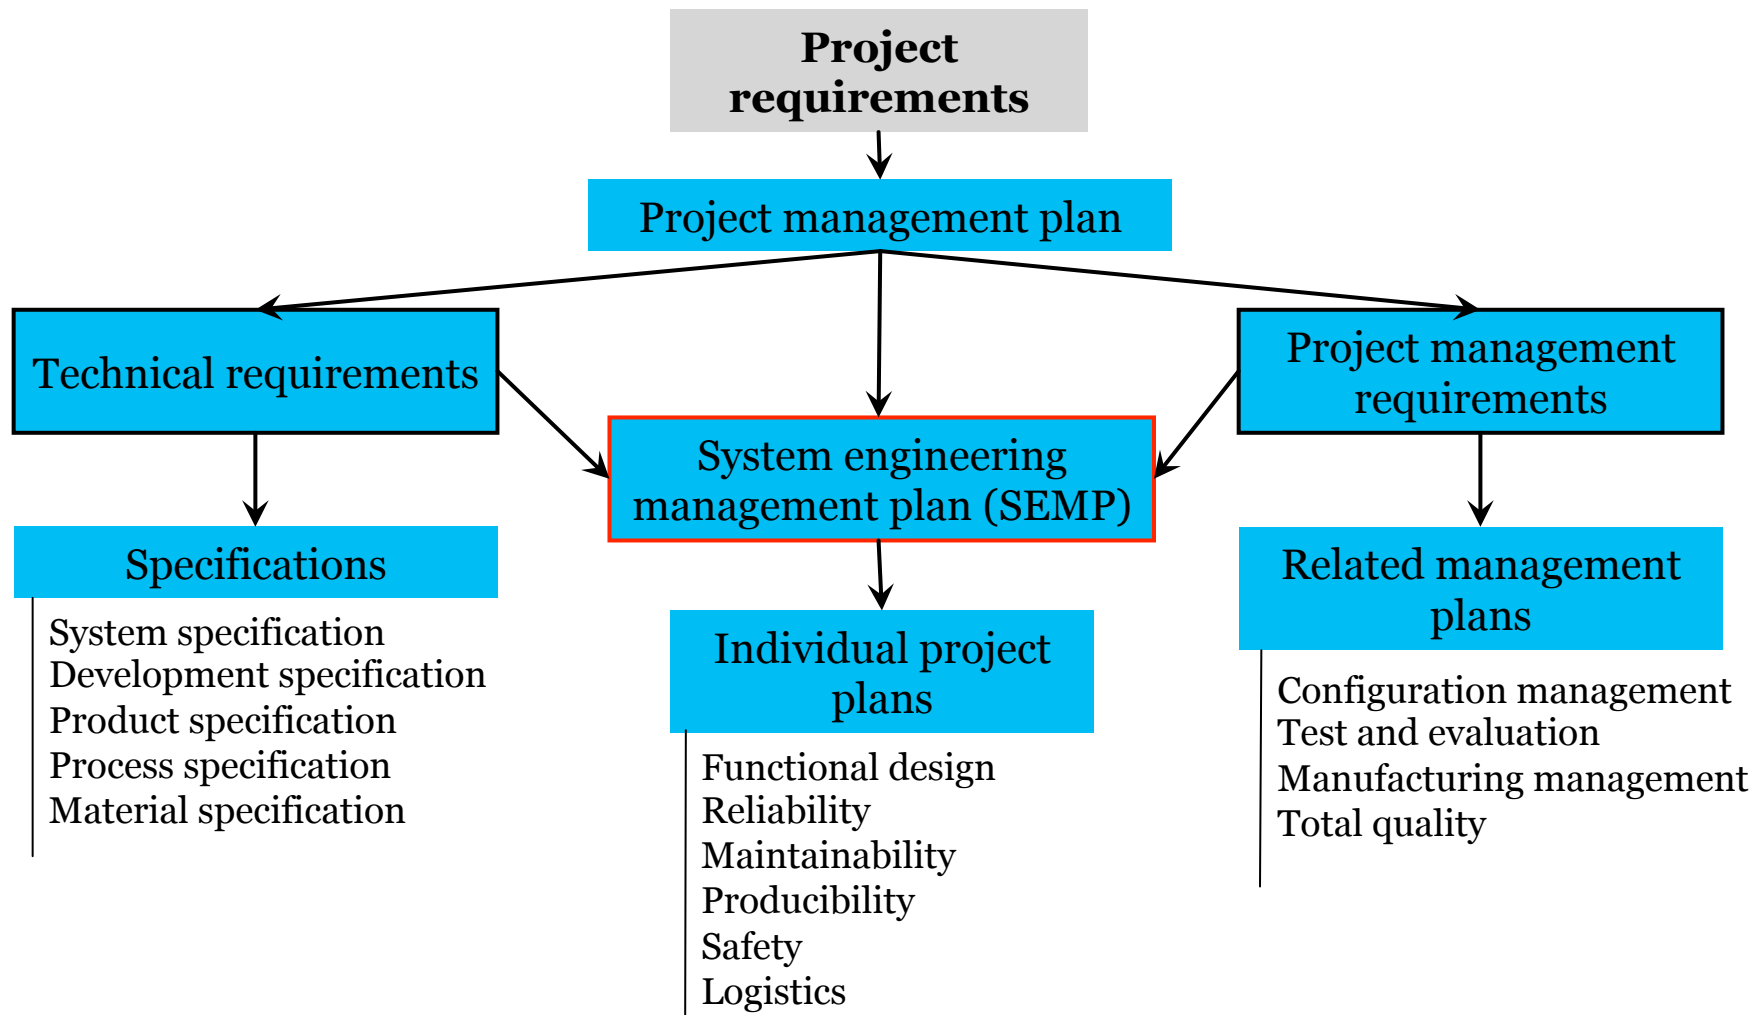 Project
requirements
Project management plan
Technical requirements
Project management
requirements
System engineering
management plan (SEMP)
Specifications
System specification
Development specification
Product specification
Process specification
Material specification
Individual project
plans
Functional design
Reliability
Maintainability
Producibility
Safety
Logistics
Related management
plans
Configuration management
Test and evaluation
Manufacturing management
Total quality